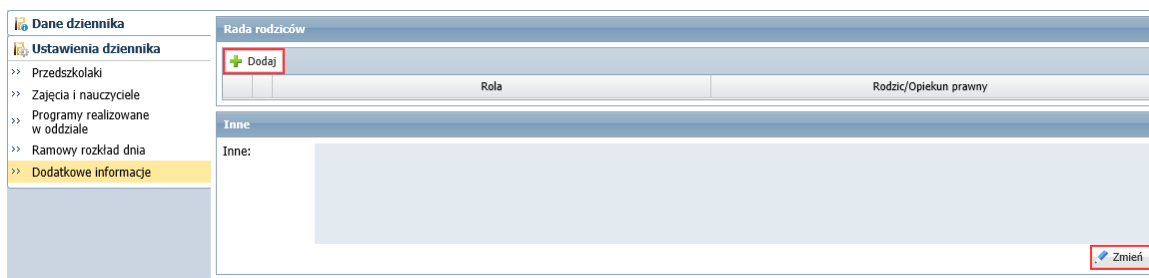 Dane dziennika
Ustawienia dziennika
Przedszkolaki
Zajęcia i nauczyciele
Programy realizowane
w oddziale
Ramowy rozkład dnia
Dodatkowe informacje
Rada rodziców
Dodaj
Rola Rodzic/Opiekun prawny
Inne
Inne:
Zmień